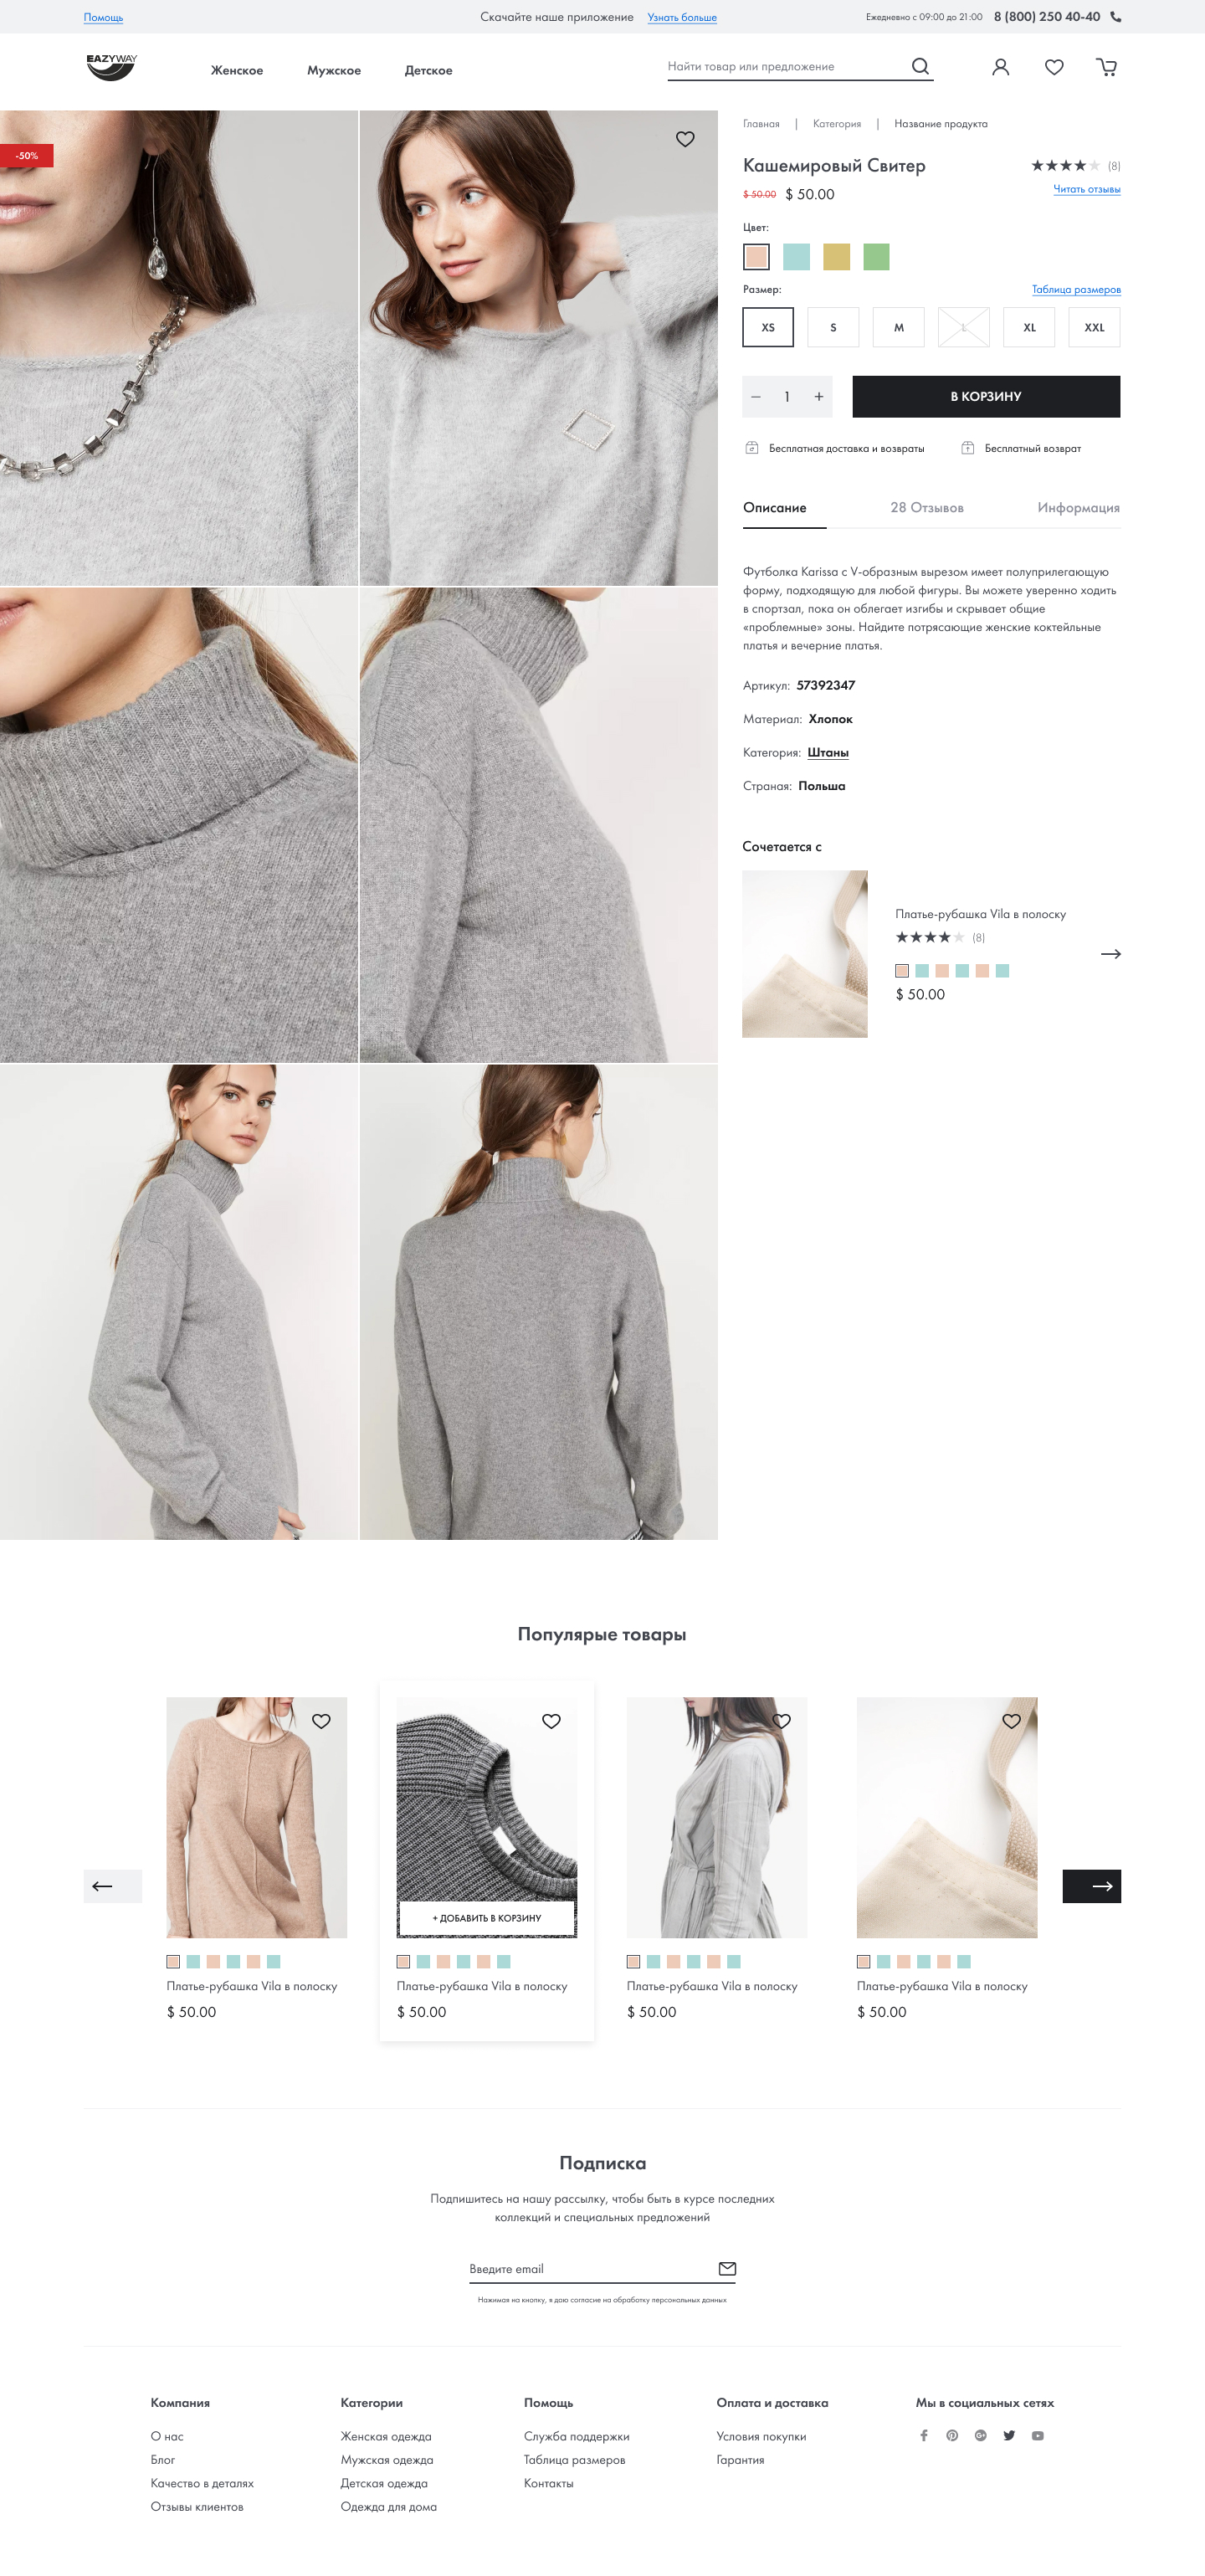 Помощь
Скачайте наше приложение Узнать больше
Ежедневно с 09:00 до 21:00 8 (800) 250 40-40
EAZYWAY
Женское Мужское Детское
Найти товар или предложение
-50%
Главная | Категория | Название продукта
Кашемировый Свитер
(8)
$ 50.00 $ 50.00
Читать отзывы
Цвет:
Размер:
Таблица размеров
XS S M L XL XXL
− 1 +
В КОРЗИНУ
Бесплатная доставка и возвраты
Бесплатный возврат
Описание 28 Отзывов Информация
Футболка Karissa с V-образным вырезом имеет полуприлегающую
форму, подходящую для любой фигуры. Вы можете уверенно ходить
в спортзал, пока он облегает изгибы и скрывает общие
«проблемные» зоны. Найдите потрясающие женские коктейльные
платья и вечерние платья.
Артикул: 57392347
Материал: Хлопок
Категория: Штаны
Страная: Польша
Сочетается с
Платье-рубашка Vila в полоску
(8)
$ 50.00
Популярые товары
+ ДОБАВИТЬ В КОРЗИНУ
Платье-рубашка Vila в полоску
$ 50.00
Платье-рубашка Vila в полоску
$ 50.00
Платье-рубашка Vila в полоску
$ 50.00
Платье-рубашка Vila в полоску
$ 50.00
Подписка
Подпишитесь на нашу рассылку, чтобы быть в курсе последних
коллекций и специальных предложений
Введите email
Нажимая на кнопку, я даю согласие на обработку персональных данных
Компания
О нас
Блог
Качество в деталях
Отзывы клиентов
Категории
Женская одежда
Мужская одежда
Детская одежда
Одежда для дома
Помощь
Служба поддержки
Таблица размеров
Контакты
Оплата и доставка
Условия покупки
Гарантия
Мы в социальных сетях